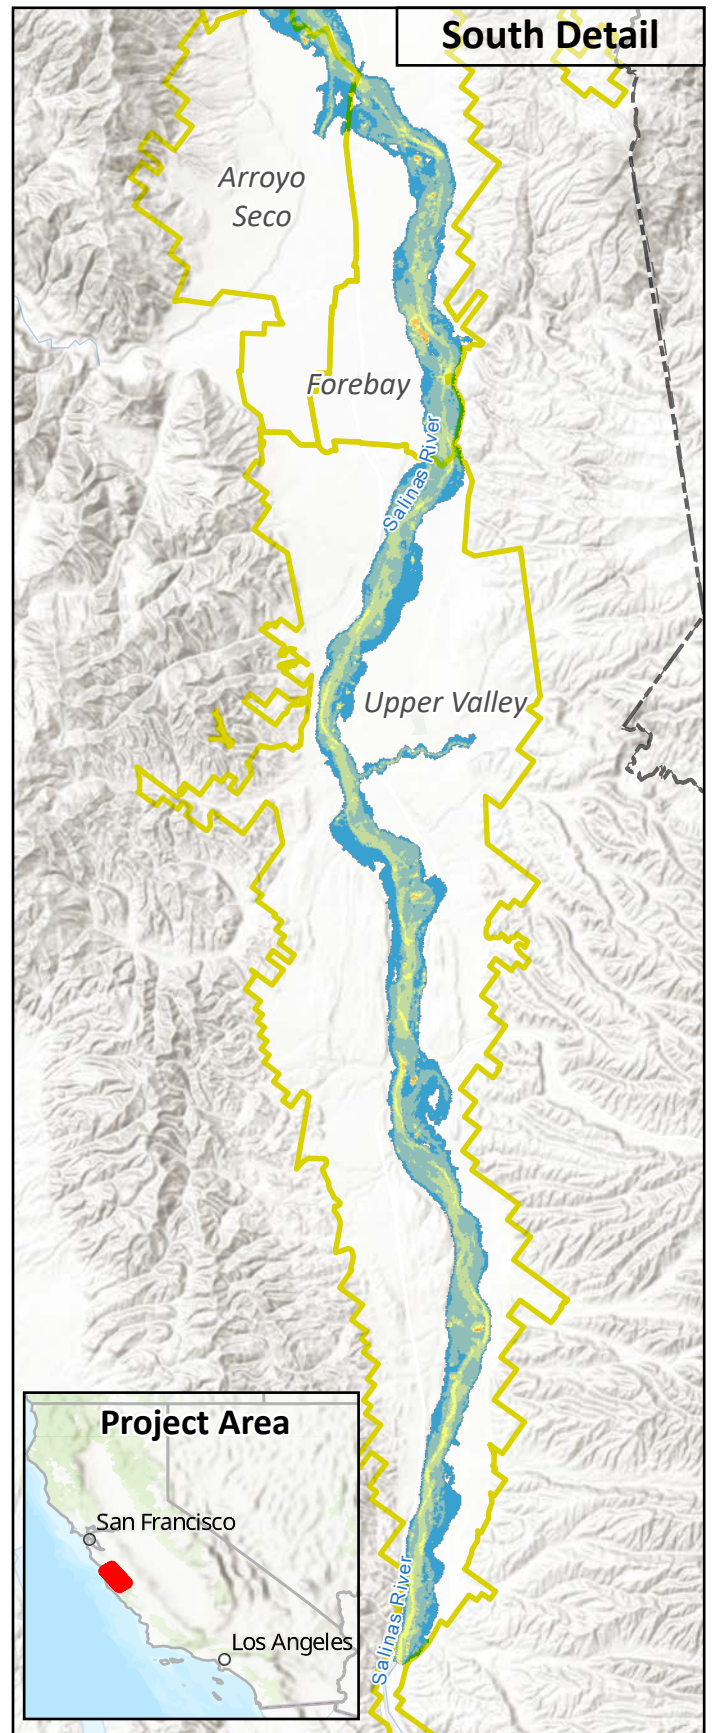 South Detail
Arroyo
Seco
Forebay
Salinas River
Upper Valley
Project Area
San Francisco
Los Angeles
Salinas River